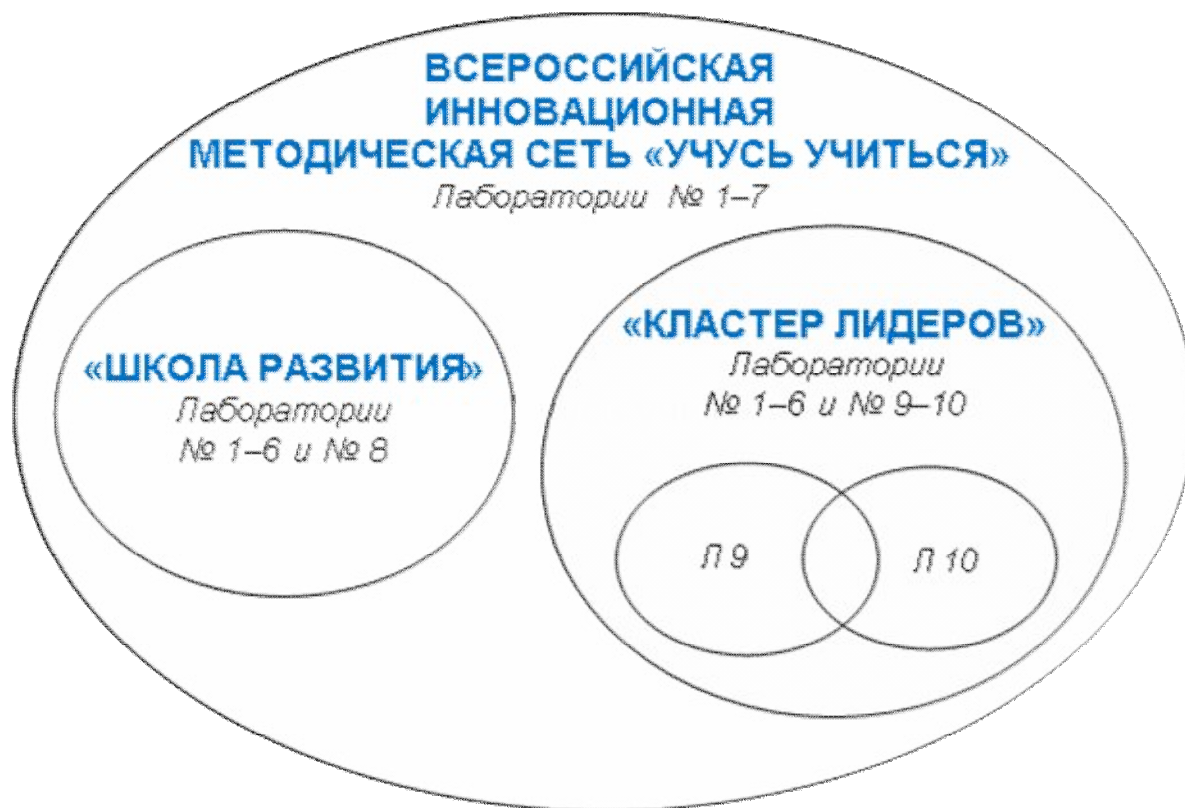 ВСЕРОССИЙСКАЯ
ИННОВАЦИОННАЯ
МЕТОДИЧЕСКАЯ СЕТЬ «УЧУСЬ УЧИТЬСЯ»
Лаборатории № 1–7
«ШКОЛА РАЗВИТИЯ»
Лаборатории
№ 1–6 и № 8
«КЛАСТЕР ЛИДЕРОВ»
Лаборатории
№ 1–6 и № 9–10
Л 9
Л 10